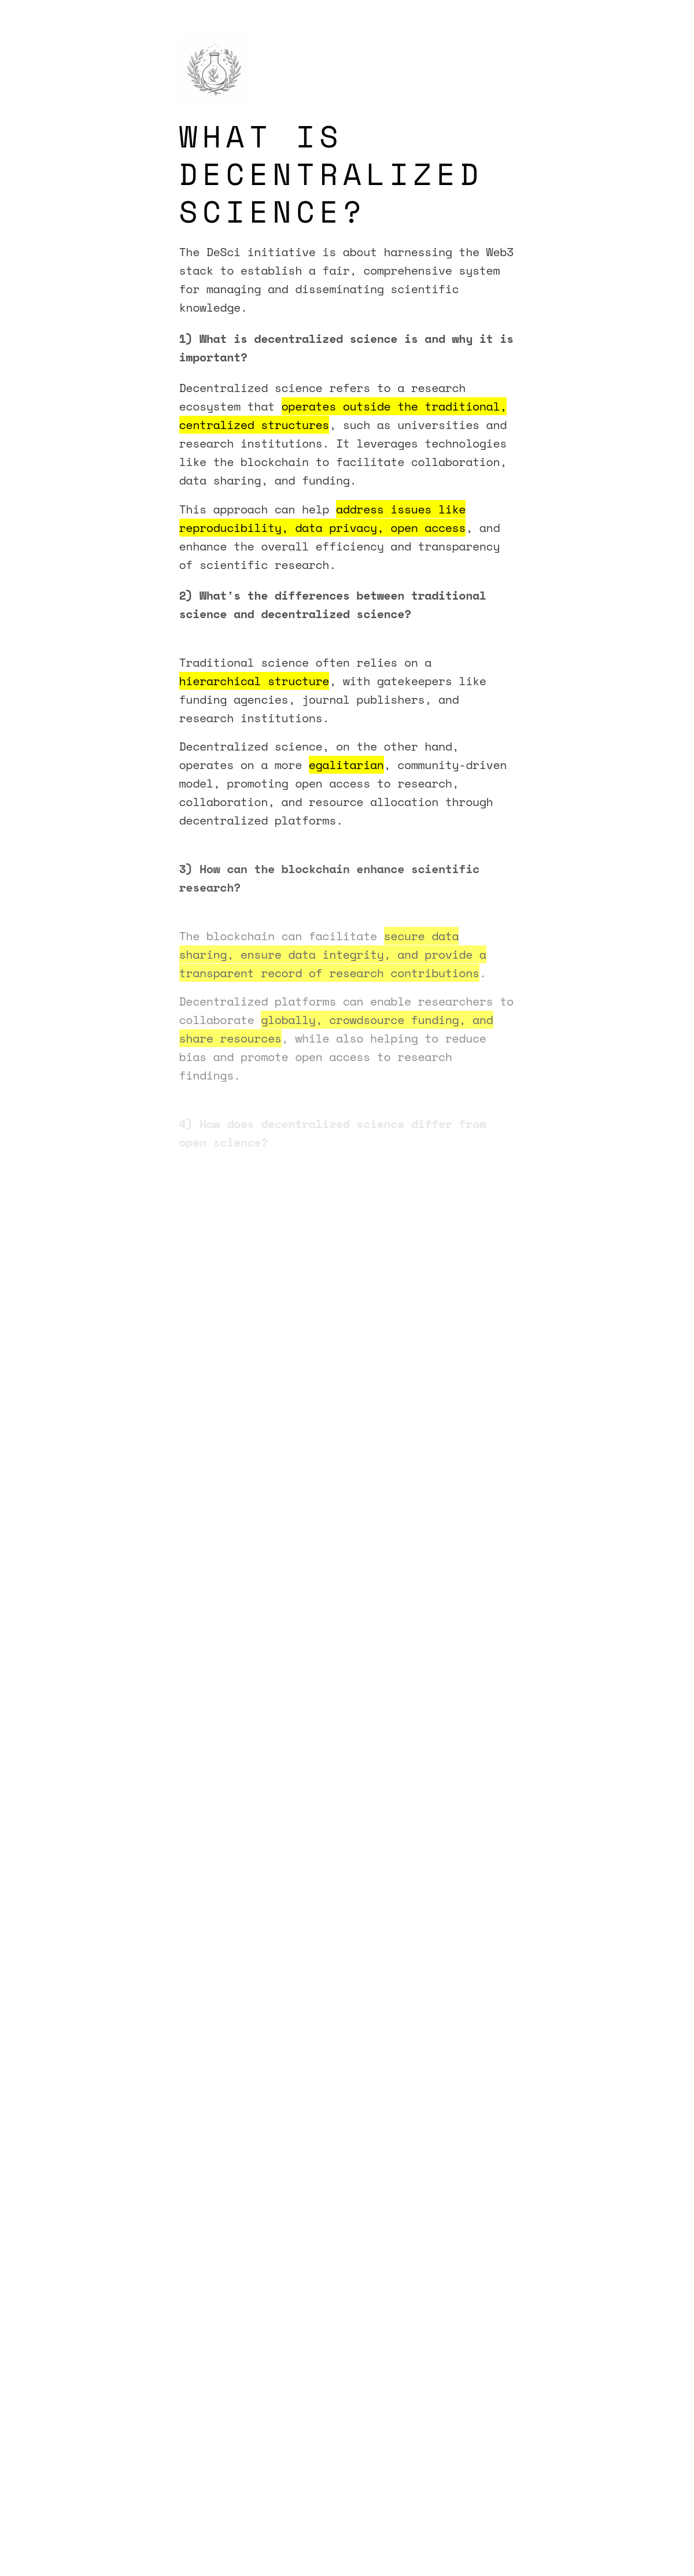 WHAT IS
DECENTRALIZED
SCIENCE?
The DeSci initiative is about harnessing the Web3
stack to establish a fair, comprehensive system
for managing and disseminating scientific
knowledge.
1) What is decentralized science is and why it is
important?
Decentralized science refers to a research
ecosystem that operates outside the traditional,
centralized structures, such as universities and
research institutions. It leverages technologies
like the blockchain to facilitate collaboration,
data sharing, and funding.
This approach can help address issues like
reproducibility, data privacy, open access, and
enhance the overall efficiency and transparency
of scientific research.
2) What's the differences between traditional
science and decentralized science?
Traditional science often relies on a
hierarchical structure, with gatekeepers like
funding agencies, journal publishers, and
research institutions.
Decentralized science, on the other hand,
operates on a more egalitarian, community-driven
model, promoting open access to research,
collaboration, and resource allocation through
decentralized platforms.
3) How can the blockchain enhance scientific
research?
The blockchain can facilitate secure data
sharing, ensure data integrity, and provide a
transparent record of research contributions.
Decentralized platforms can enable researchers to
collaborate globally, crowdsource funding, and
share resources, while also helping to reduce
bias and promote open access to research
findings.
4) How does decentralized science differ from
open science?